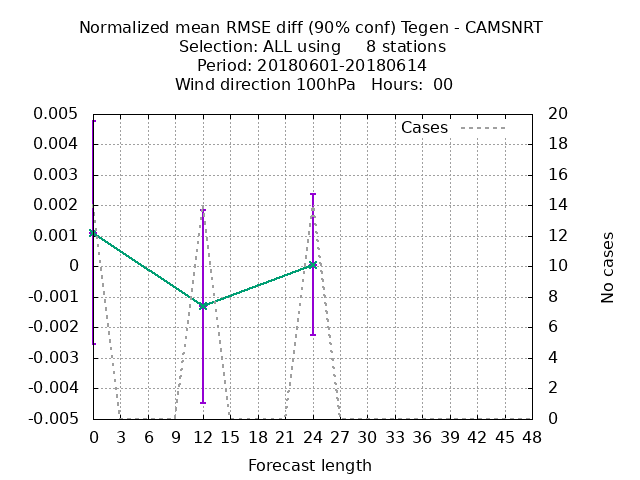 Normalized mean RMSE diff (90% conf) Tegen - CAMSNRT
Selection: ALL using     8 stations
Period: 20180601-20180614
Wind direction 100hPa   Hours:  00
Cases
0.005
0.004
0.003
0.002
0.001
0
-0.001
-0.002
-0.003
-0.004
-0.005
20
18
16
14
12
10
8
6
4
2
0
No cases
0 3 6 9 12 15 18 21 24 27 30 33 36 39 42 45 48
Forecast length